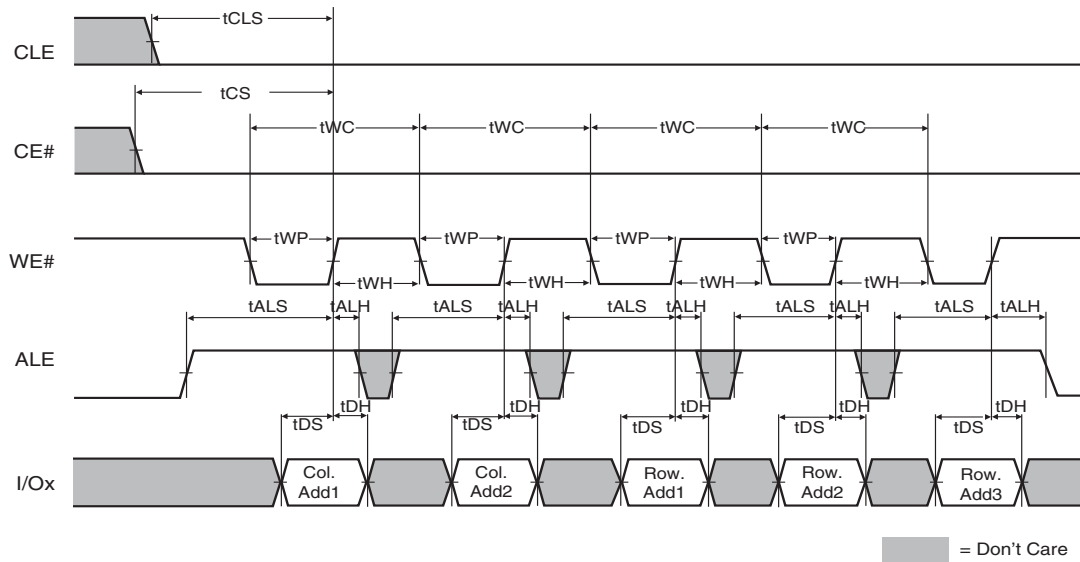 tCLS
CLE
tCS
tWC tWC tWC tWC
CE#
tWP tWP tWP tWP
WE#
tWH tWH tWH tWH
tALS tALH tALS tALH tALS tALH tALS tALH tALS tALH
ALE
tDS tDH tDS tDH tDS tDH tDS tDH tDS tDH
I/Ox
Col. Add1
Col. Add2
Row. Add1
Row. Add2
Row. Add3
= Don't Care